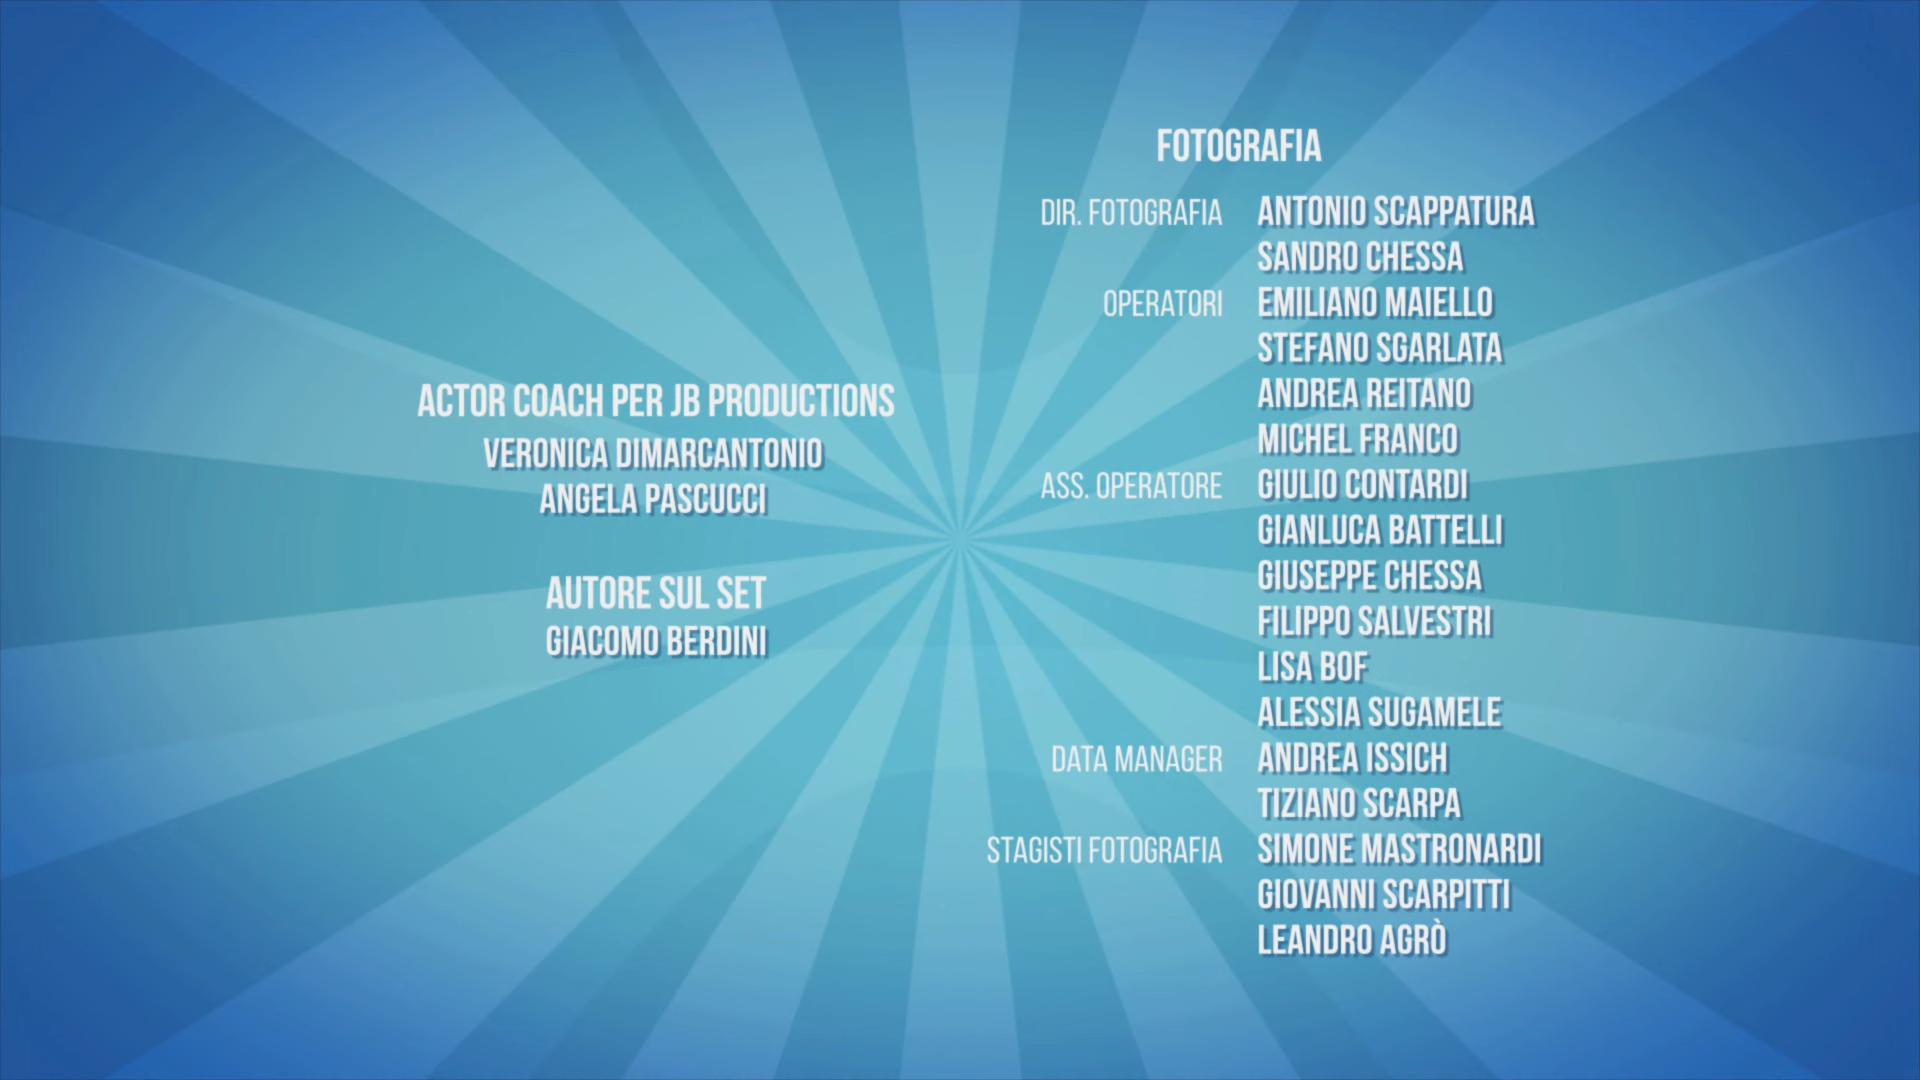 ACTOR COACH PER JB PRODUCTIONS
VERONICA DIMARCANTONIO
ANGELA PASCUCCI
AUTORE SUL SET
GIACOMO BERDINI
FOTOGRAFIA
DIR. FOTOGRAFIA ANTONIO SCAPPATURA
SANDRO CHESSA
OPERATORI EMILIANO MAIELLO
STEFANO SGARLATA
ANDREA REITANO
MICHEL FRANCO
ASS. OPERATORE GIULIO CONTARDI
GIANLUCA BATTELLI
GIUSEPPE CHESSA
FILIPPO SALVESTRI
LISA BOF
ALESSIA SUGAMELE
DATA MANAGER ANDREA ISSICH
TIZIANO SCARPA
STAGISTI FOTOGRAFIA SIMONE MASTRONARDI
GIOVANNI SCARPITTI
LEANDRO AGRÒ